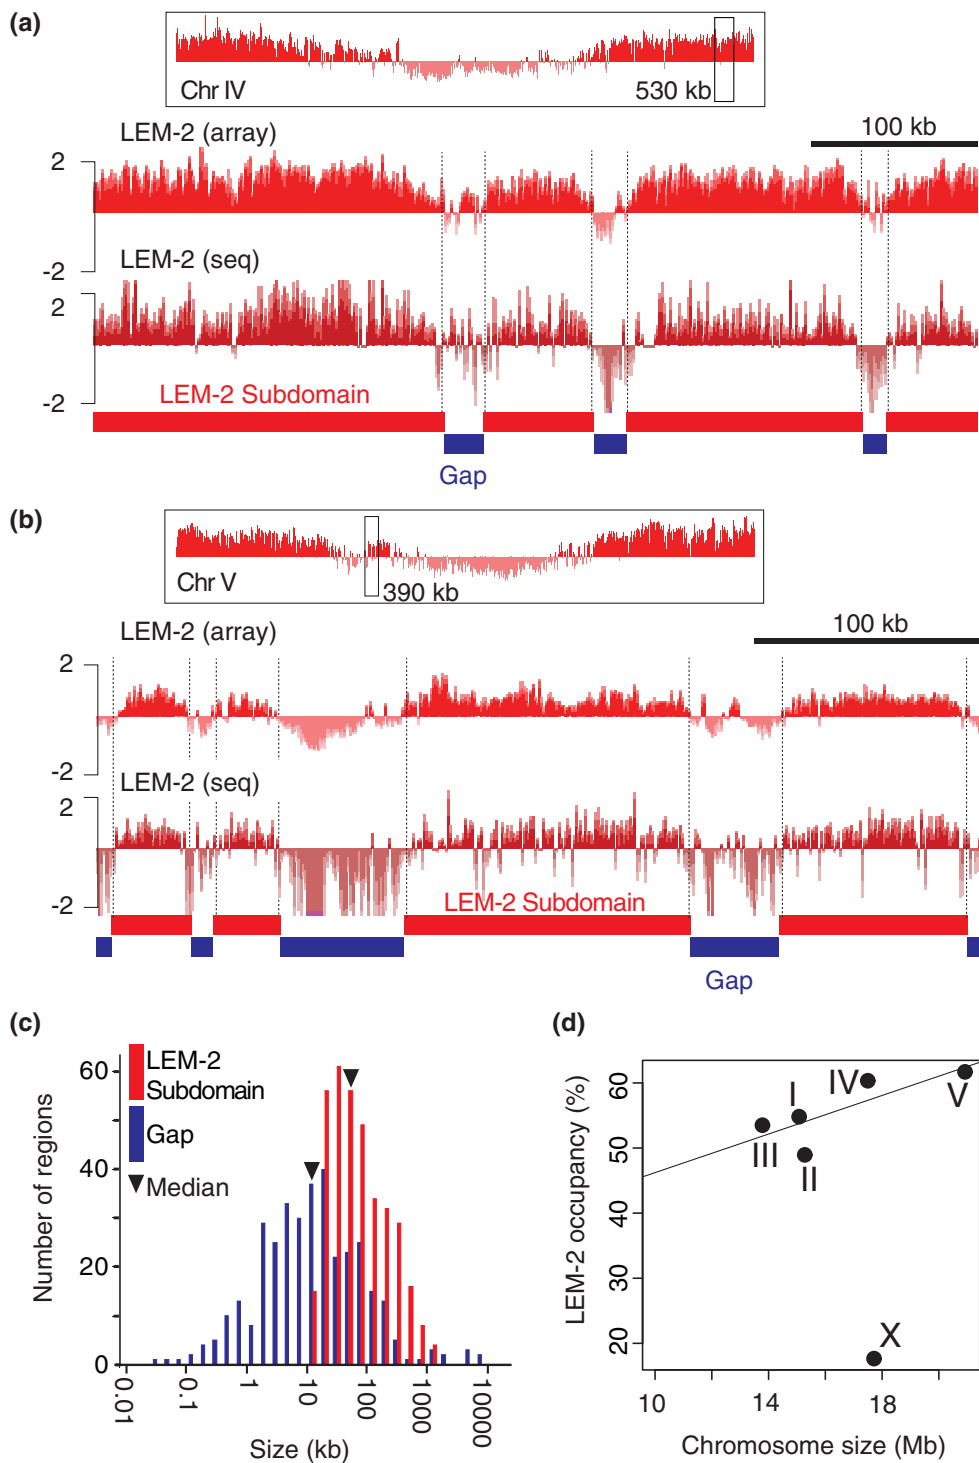 (a)
Chr IV
530 kb
LEM-2 (array)
100 kb
2
-2
LEM-2 (seq)
2
-2
LEM-2 Subdomain
Gap
(b)
Chr V
390 kb
LEM-2 (array)
100 kb
2
-2
LEM-2 (seq)
2
-2
LEM-2 Subdomain
Gap
(c)
LEM-2
Subdomain
Gap
Median
Number of regions
60
40
20
0
0.01
0.1
1
10
100
1000
10000
Size (kb)
(d)
LEM-2 occupancy (%)
60
50
40
30
20
I
II
III
IV
V
X
10
14
18
Chromosome size (Mb)